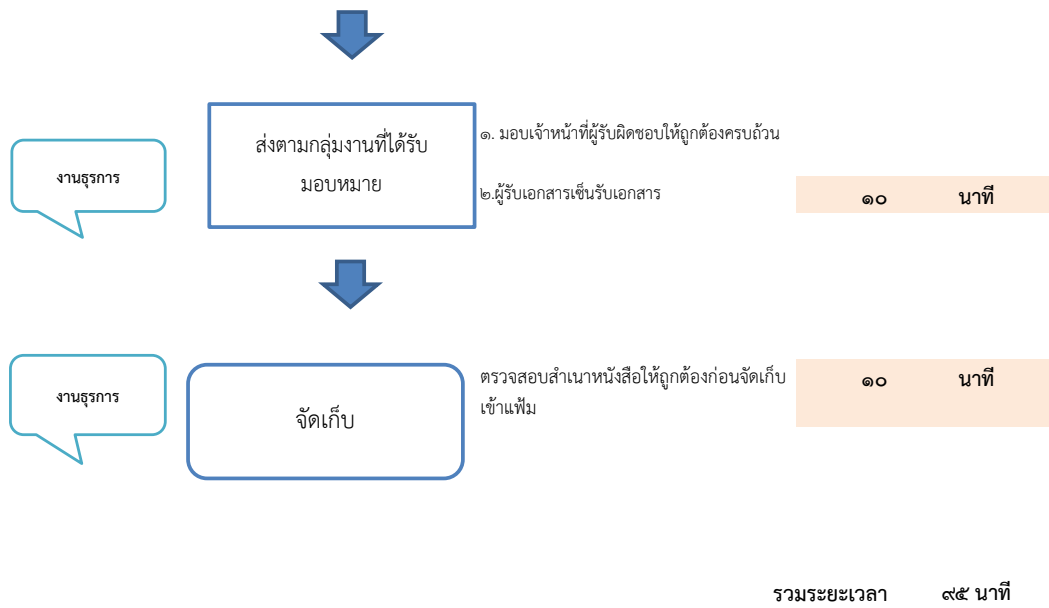 งานธุรการ
ส่งตามกลุ่มงานที่ได้รับ
มอบหมาย
๑. มอบเจ้าหน้าที่ผู้รับผิดชอบให้ถูกต้องครบถ้วน
๒.ผู้รับเอกสารเซ็นรับเอกสาร
๑๐ นาที
งานธุรการ
จัดเก็บ
ตรวจสอบสำเนาหนังสือให้ถูกต้องก่อนจัดเก็บ
เข้าแฟ้ม
๑๐ นาที
รวมระยะเวลา ๙๕ นาที